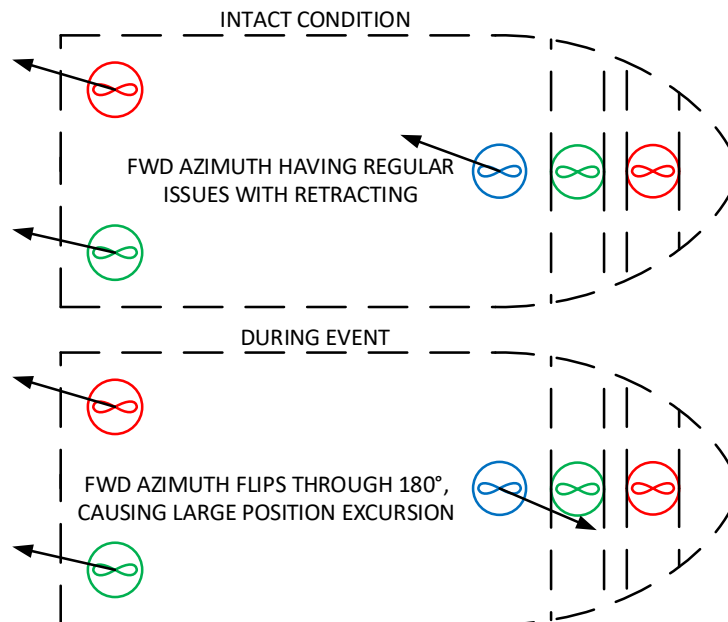 INTACT CONDITION
FWD AZIMUTH HAVING REGULAR
ISSUES WITH RETRACTING
DURING EVENT
FWD AZIMUTH FLIPS THROUGH 180°,
CAUSING LARGE POSITION EXCURSION